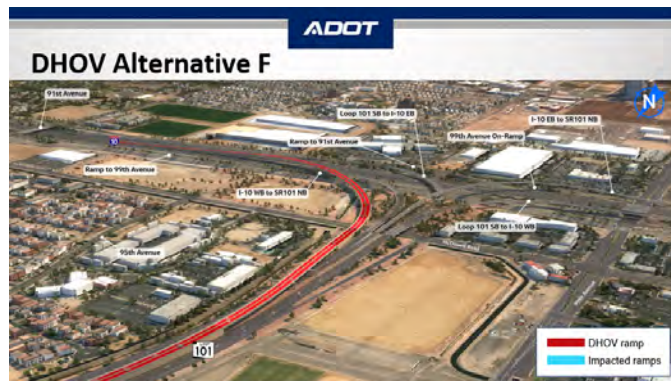 ADOT
DHOV Alternative F
N
91st Avenue
Loop 101 SB to I-10 EB
I-10 EB to SR101 NB
10
Ramp to 91st Avenue
99th Avenue On-Ramp
Ramp to 99th Avenue
I-10 WB to SR101 NB
Loop 101 SB to I-10 WB
95th Avenue
101
DHOV ramp
Impacted ramps